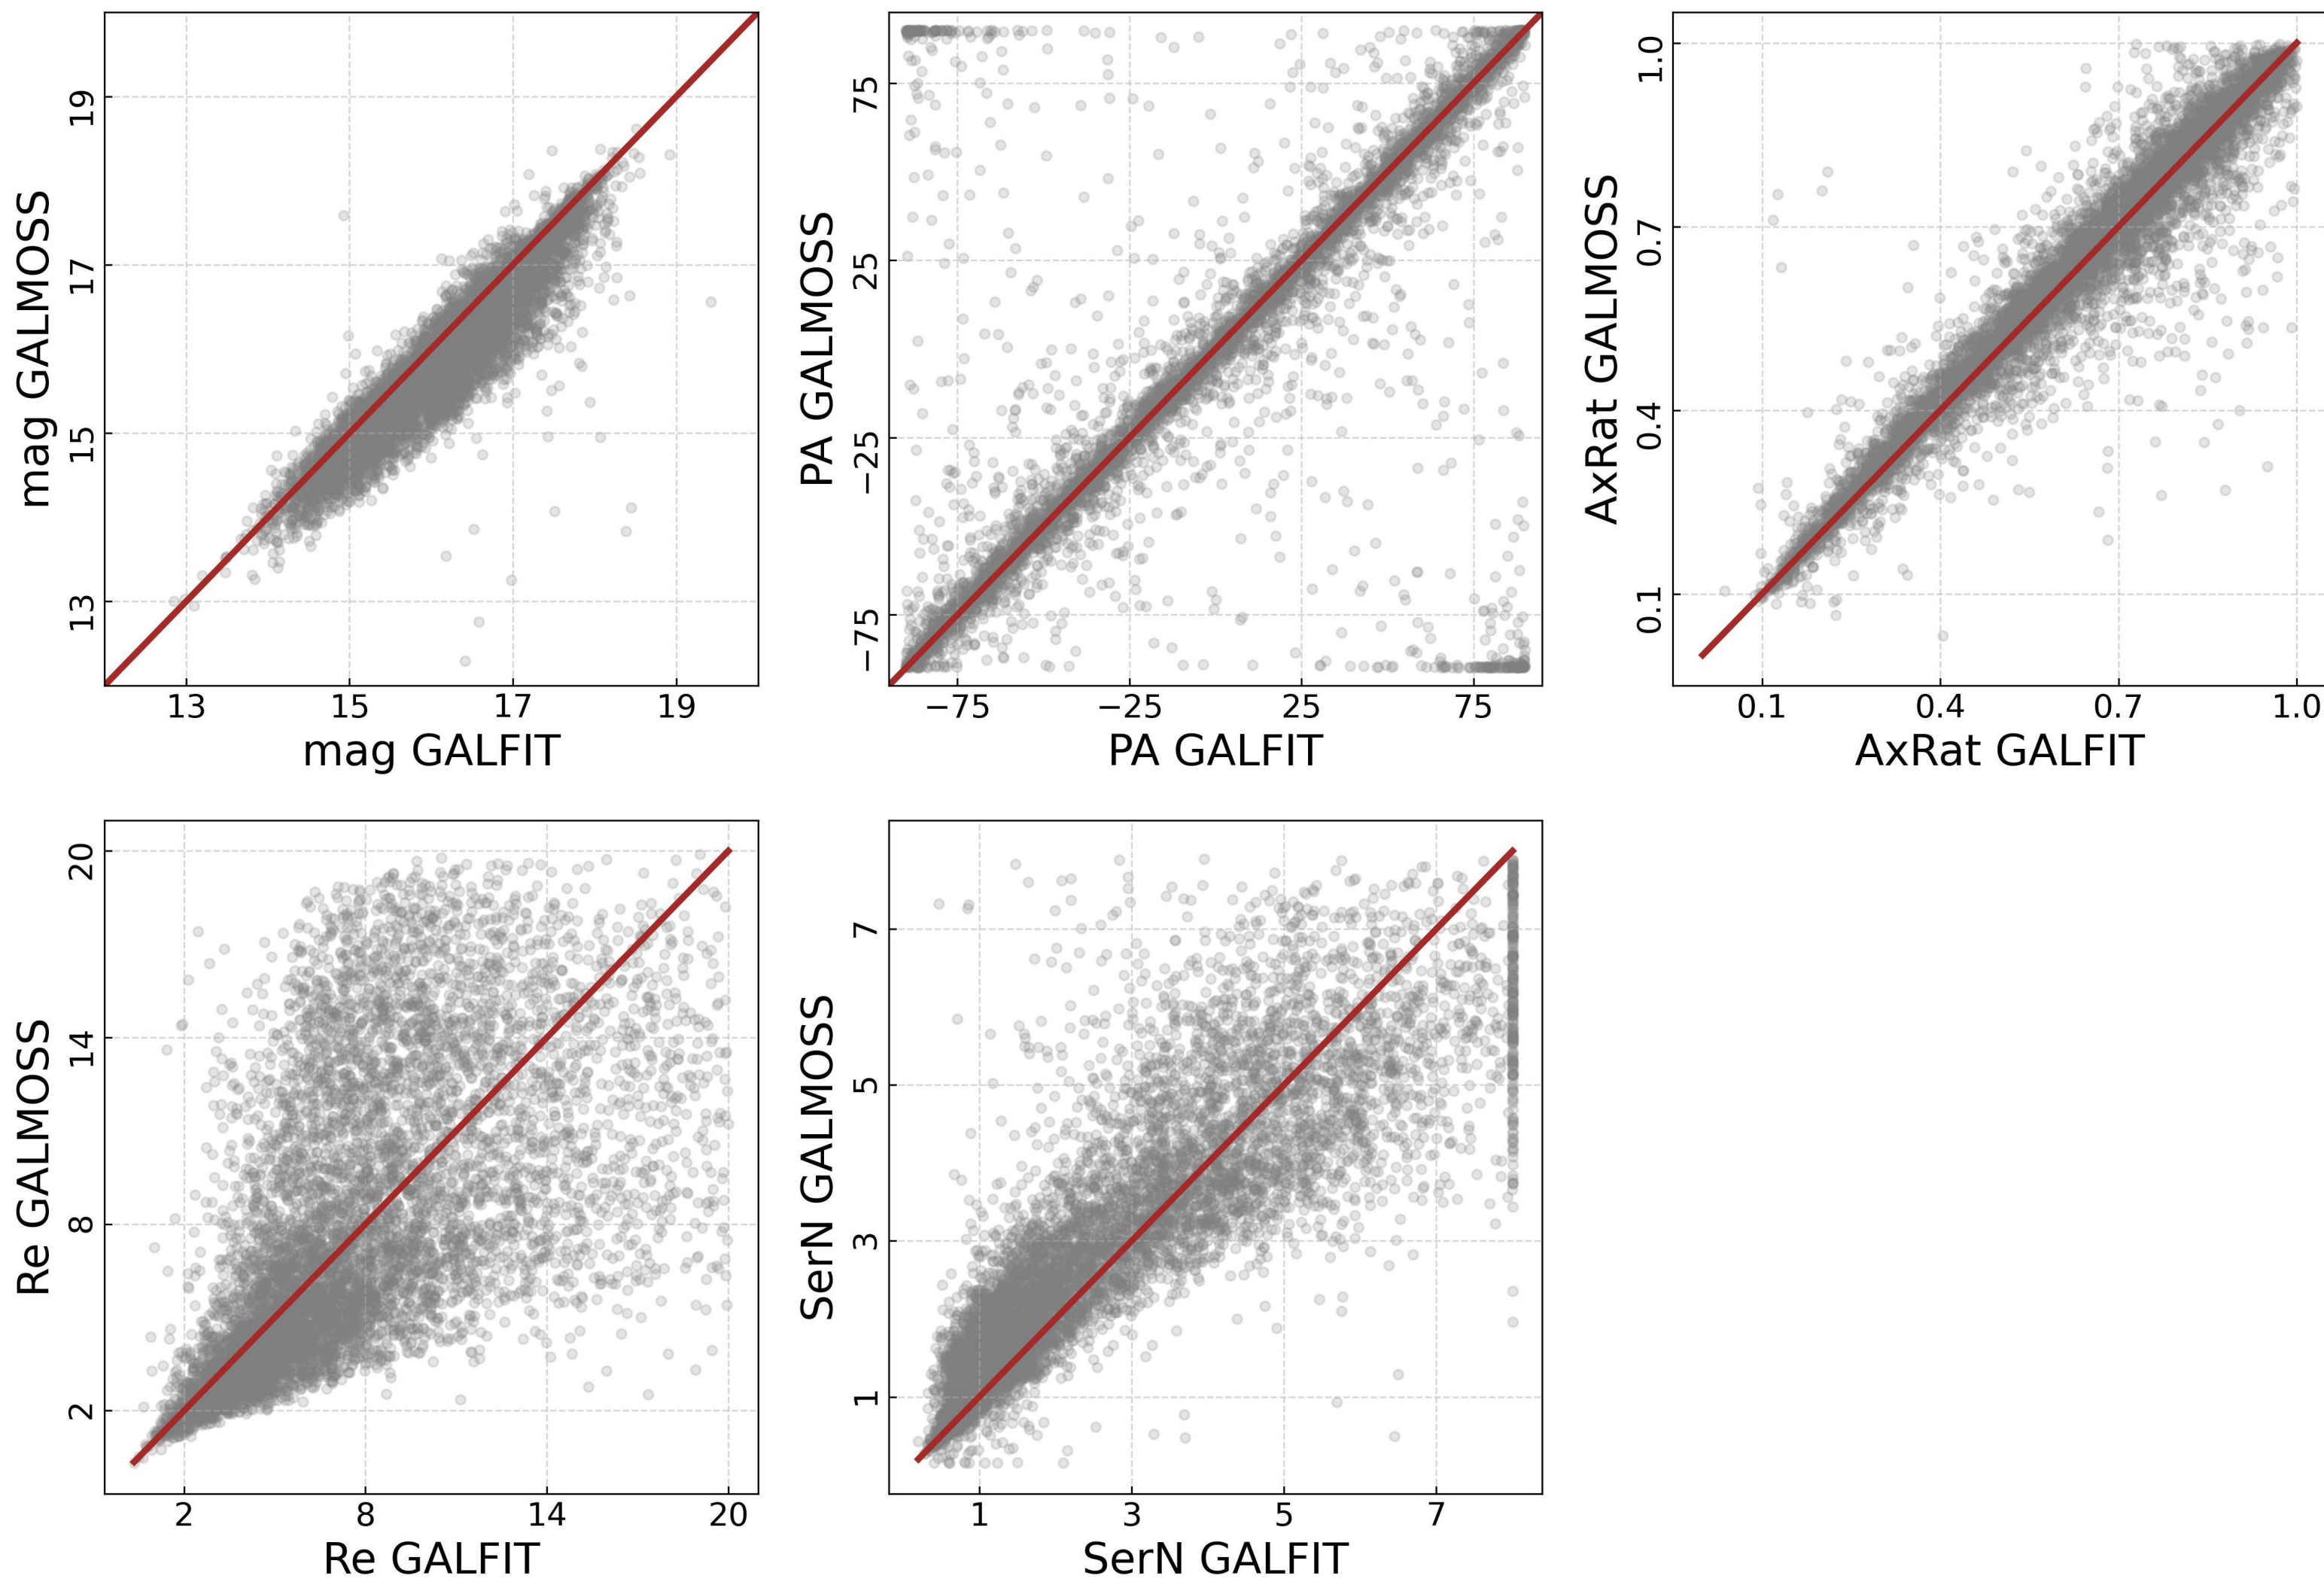 mag GALMOSS
19
17
15
13
13 15 17 19
mag GALFIT
PA GALMOSS
75
25
−25
−75
−75 −25 25 75
PA GALFIT
AxRat GALMOSS
1.0
0.7
0.4
0.1
0.1 0.4 0.7 1.0
AxRat GALFIT
Re GALMOSS
20
14
8
2
2 8 14 20
Re GALFIT
SerN GALMOSS
7
5
3
1
1 3 5 7
SerN GALFIT